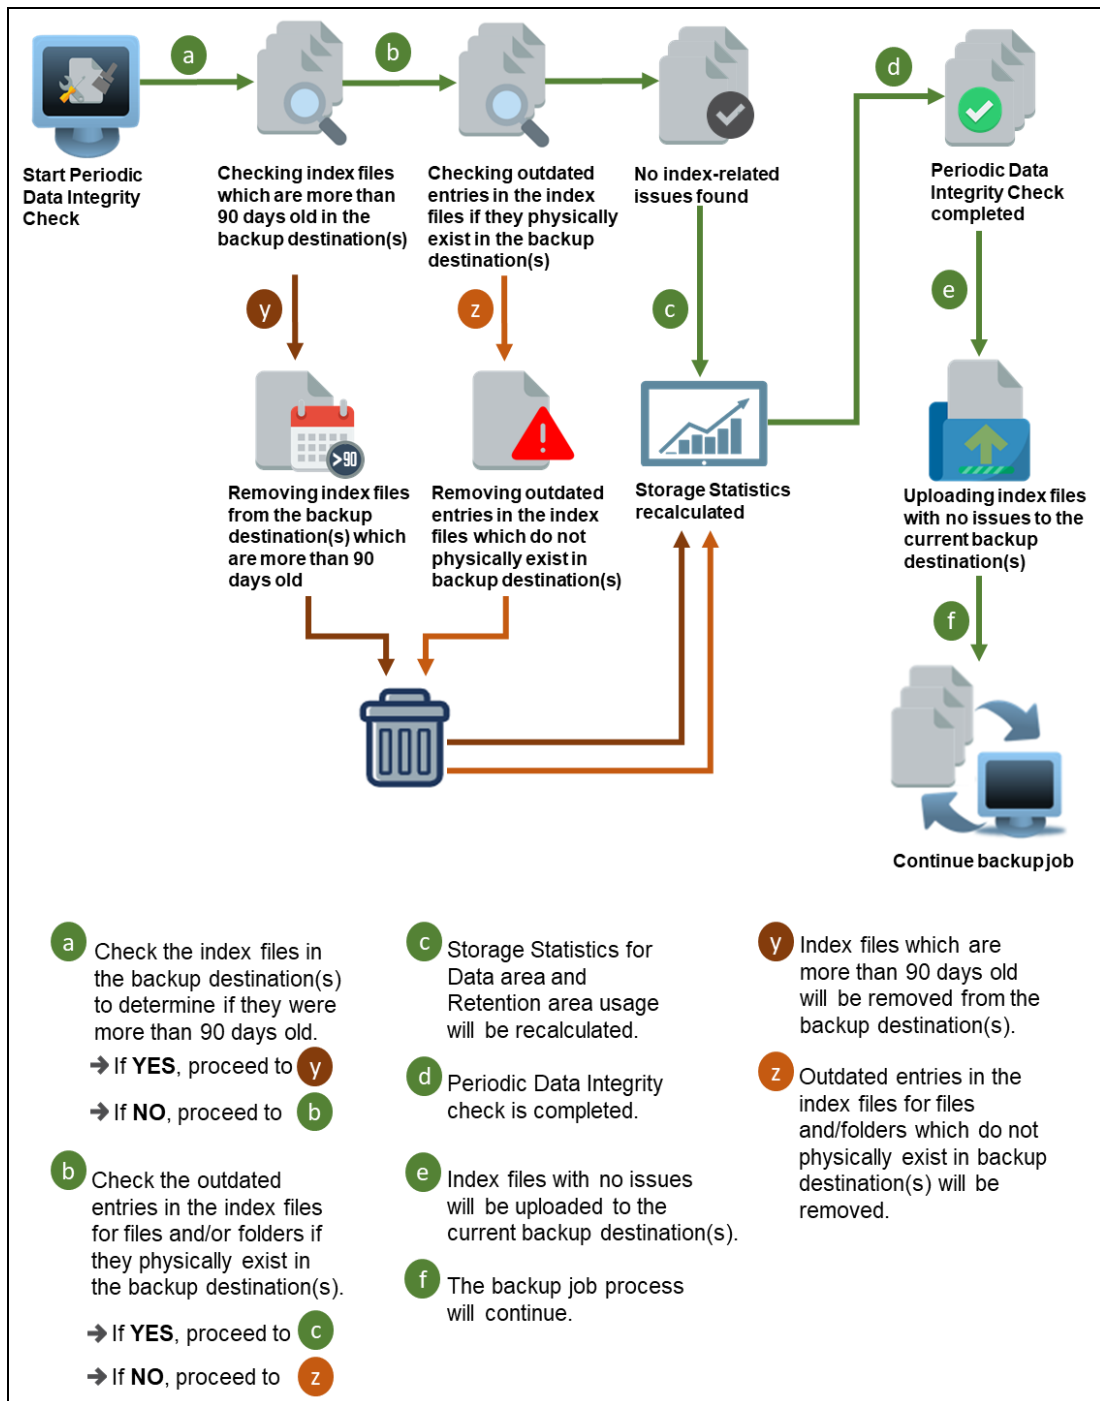 a
b
d
Start Periodic
Data Integrity
Check
Checking index files
which are more than
90 days old in the
backup destination(s)
Checking outdated
entries in the index
files if they physically
exist in the backup
destination(s)
No index-related
issues found
Periodic Data
Integrity Check
completed
y
z
c
e
>90
Removing index files
from the backup
destination(s) which
are more than 90
days old
Removing outdated
entries in the index
files which do not
physically exist in
backup destination(s)
Storage Statistics
recalculated
Uploading index files
with no issues to the
current backup
destination(s)
f
Continue backup job
a
Check the index files in
the backup destination(s)
to determine if they were
more than 90 days old.
➔ If YES, proceed to y
➔ If NO, proceed to b
b
Check the outdated
entries in the index files
for files and/or folders if
they physically exist in
the backup destination(s).
➔ If YES, proceed to c
➔ If NO, proceed to z
c
Storage Statistics for
Data area and
Retention area usage
will be recalculated.
d
Periodic Data Integrity
check is completed.
e
Index files with no issues
will be uploaded to the
current backup destination(s).
f
The backup job process
will continue.
y
Index files which are
more than 90 days old
will be removed from the
backup destination(s).
z
Outdated entries in the
index files for files
and/folders which do not
physically exist in backup
destination(s) will be
removed.